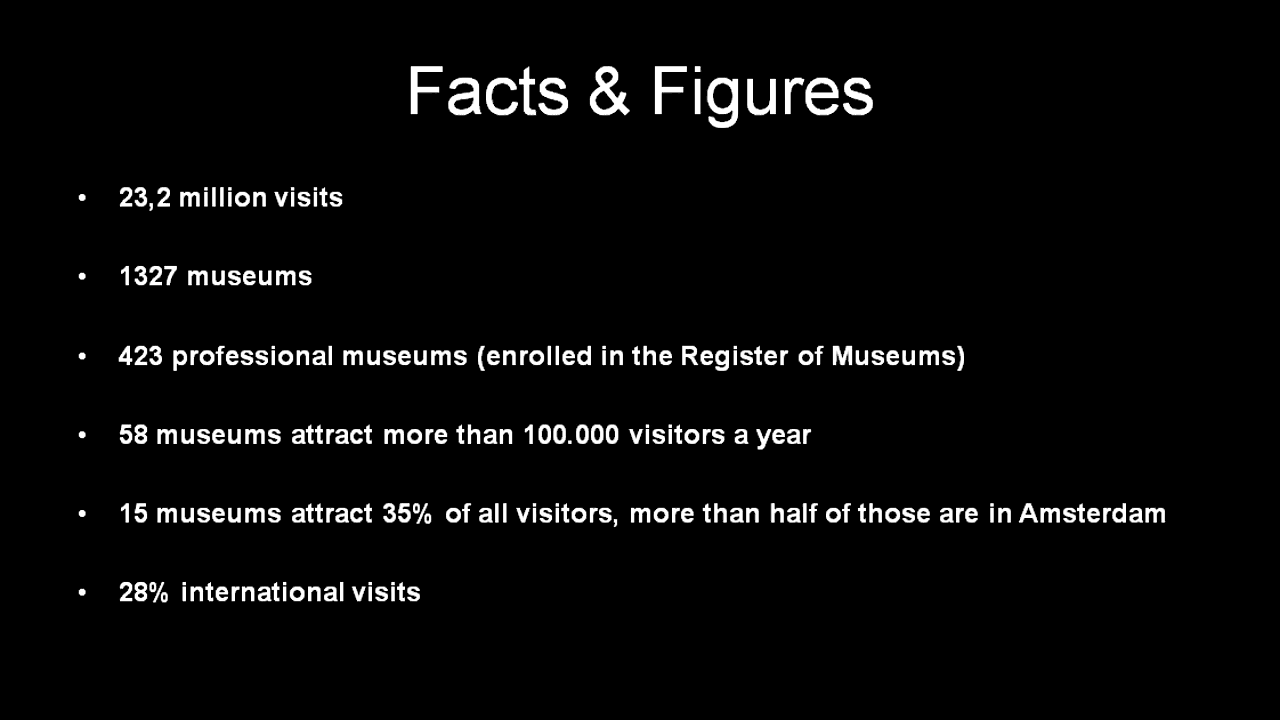 Facts & Figures
• 23,2 million visits
• 1327 museums
• 423 professional museums (enrolled in the Register of Museums)
• 58 museums attract more than 100.000 visitors a year
• 15 museums attract 35% of all visitors, more than half of those are in Amsterdam
• 28% international visits